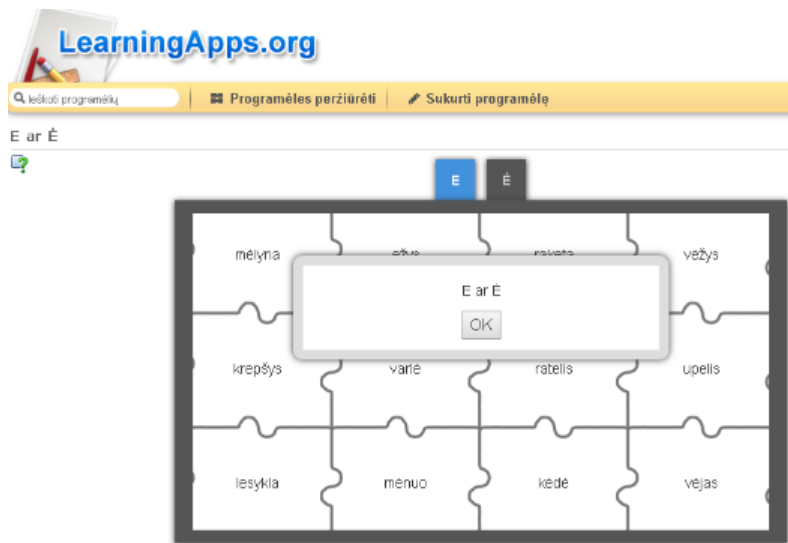 LearningApps.org
Ieškoti programėlių Programėles peržiūrėti Sukurti programėlę
E ar Ė
E Ė
mėlyna vėžys
E ar Ė
OK
krepšys varlė ratelis upelis
lesykla mėnuo kėdė vėjas